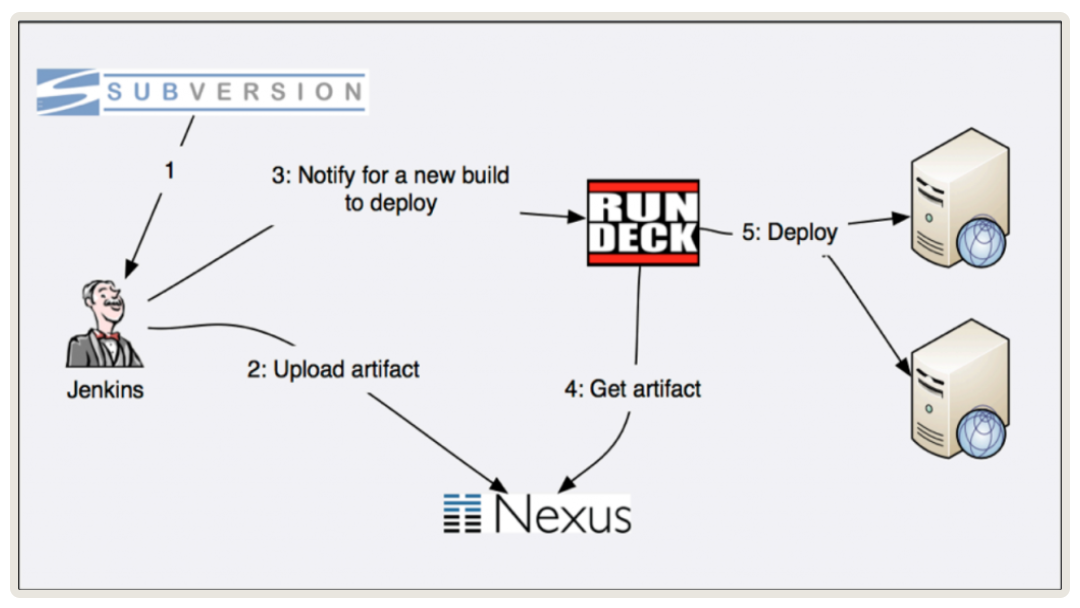 SUBVERSION
1
3: Notify for a new build
to deploy
RUN
DECK
5: Deploy
Jenkins
2: Upload artifact
4: Get artifact
Nexus